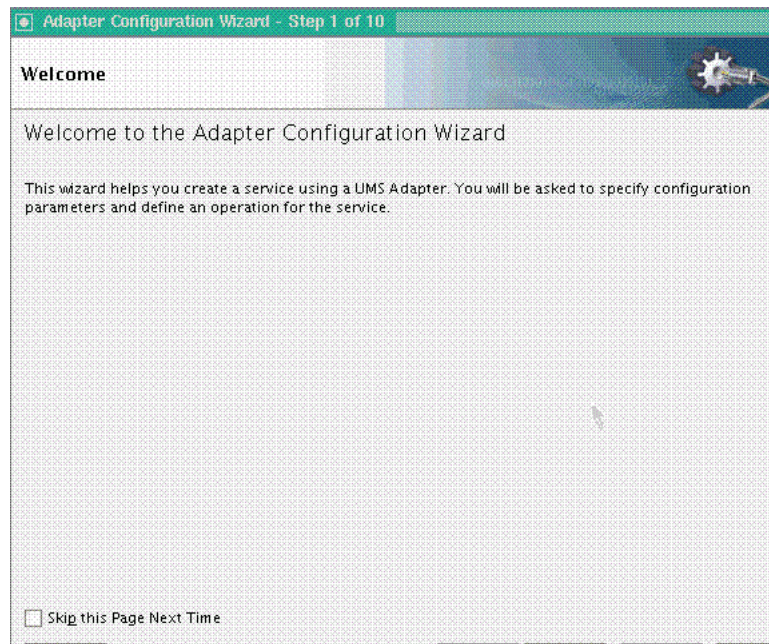 Adapter Configuration Wizard - Step 1 of 10
Welcome
Welcome to the Adapter Configuration Wizard
This wizard helps you create a service using a UMS Adapter. You will be asked to specify configuration
parameters and define an operation for the service.
Skip this Page Next Time